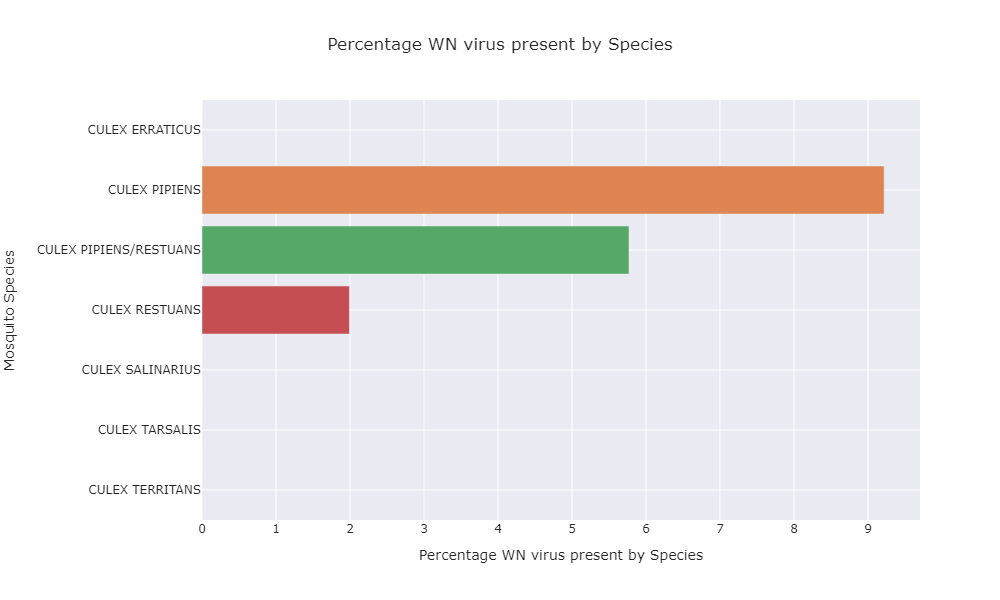 Percentage WN virus present by Species
Mosquito Species
CULEX ERRATICUS
CULEX PIPIENS
CULEX PIPIENS/RESTUANS
CULEX RESTUANS
CULEX SALINARIUS
CULEX TARSALIS
CULEX TERRITANS
0 1 2 3 4 5 6 7 8 9
Percentage WN virus present by Species